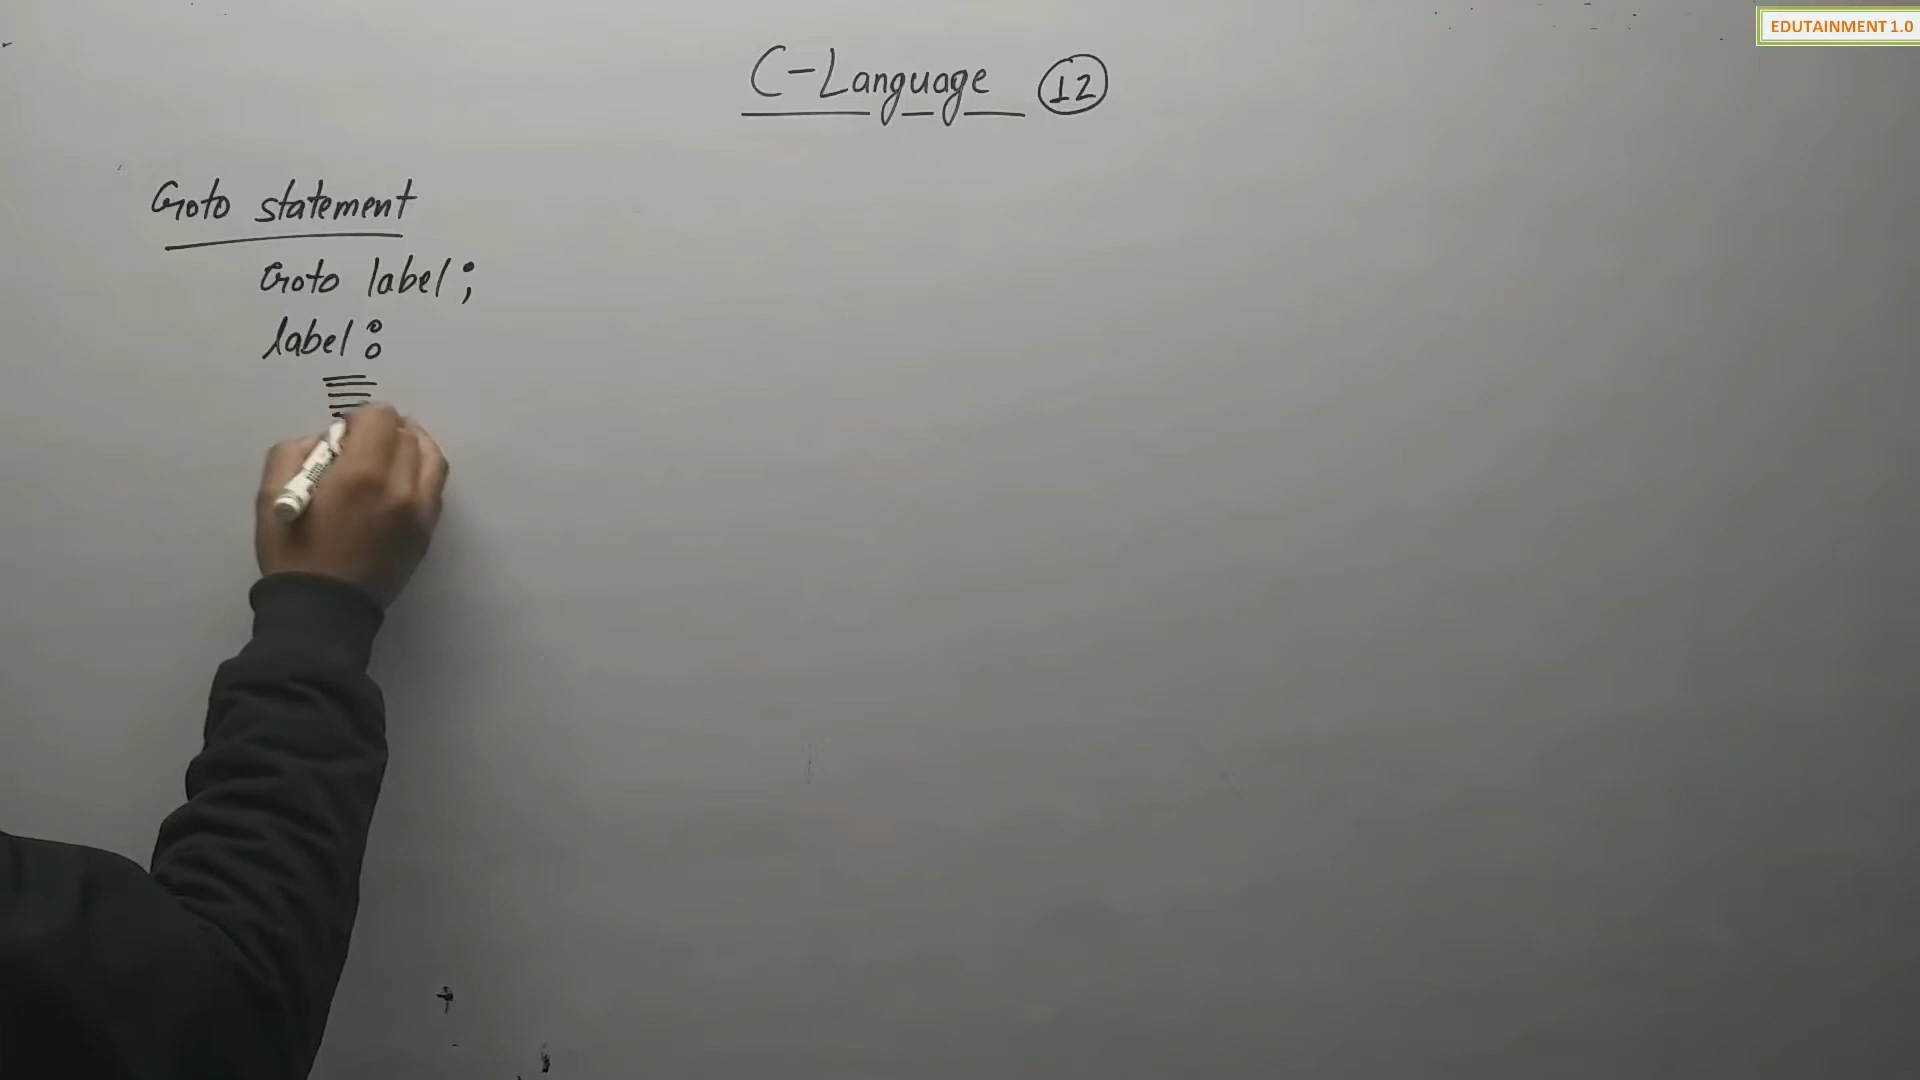 EDUTAINMENT 1.0
C-Language 12
Goto statement
Goto label;
label: